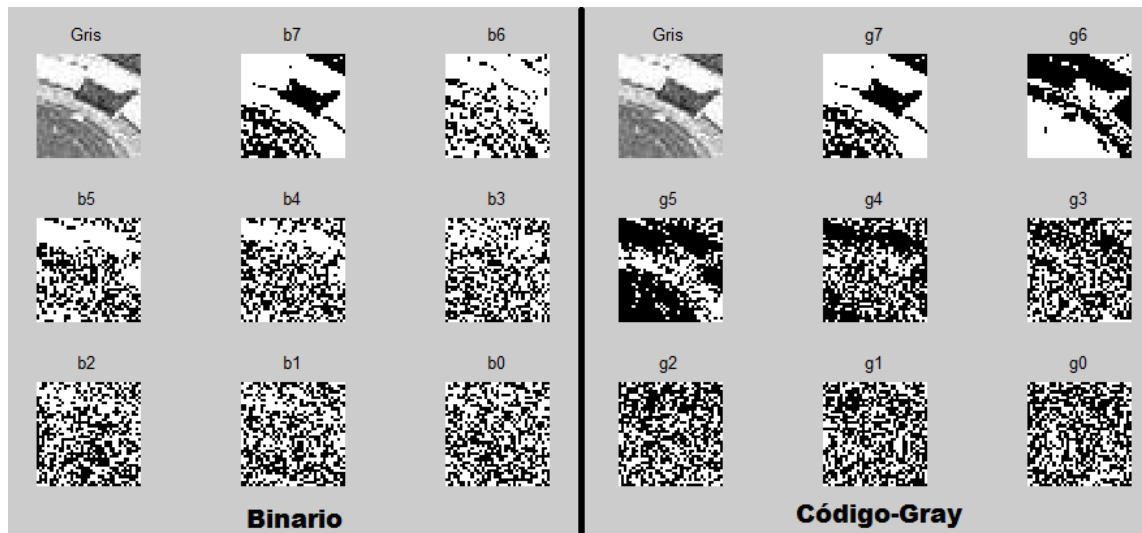 Gris b7 b6
b5 b4 b3
b2 b1 b0
Binario
Gris g7 g6
g5 g4 g3
g2 g1 g0
Código-Gray